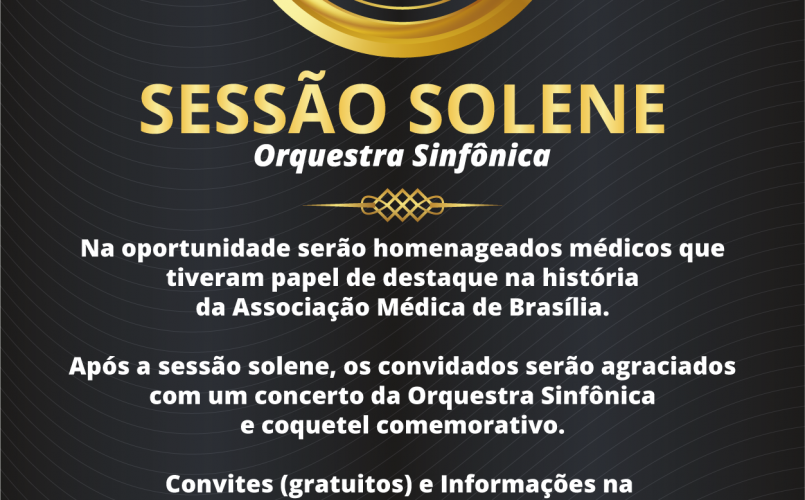 SESSÃO SOLENE
Orquestra Sinfônica
Na oportunidade serão homenageados médicos que
tiveram papel de destaque na história
da Associação Médica de Brasília.
Após a sessão solene, os convidados serão agraciados
com um concerto da Orquestra Sinfônica
e coquetel comemorativo.
Convites (gratuitos) e Informações na